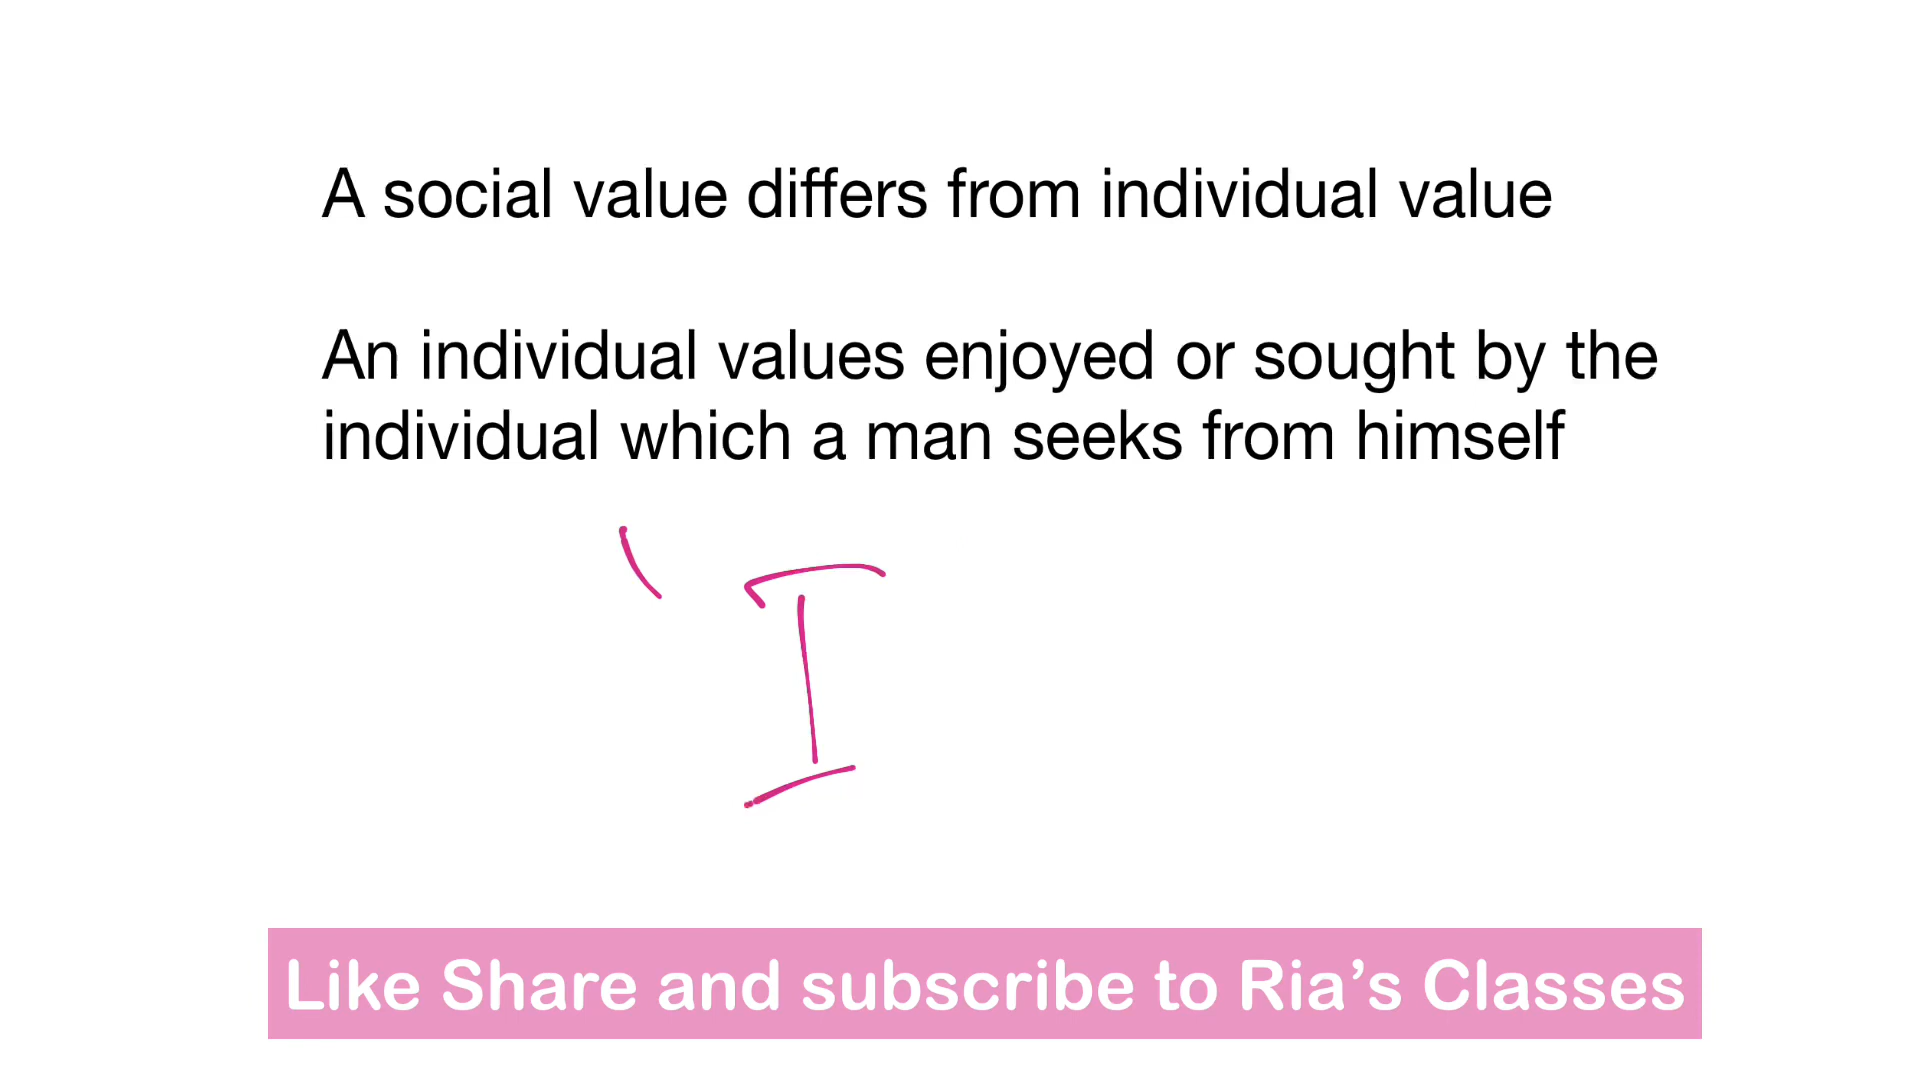 A social value differs from individual value
An individual values enjoyed or sought by the
individual which a man seeks from himself
I
Like Share and subscribe to Ria’s Classes